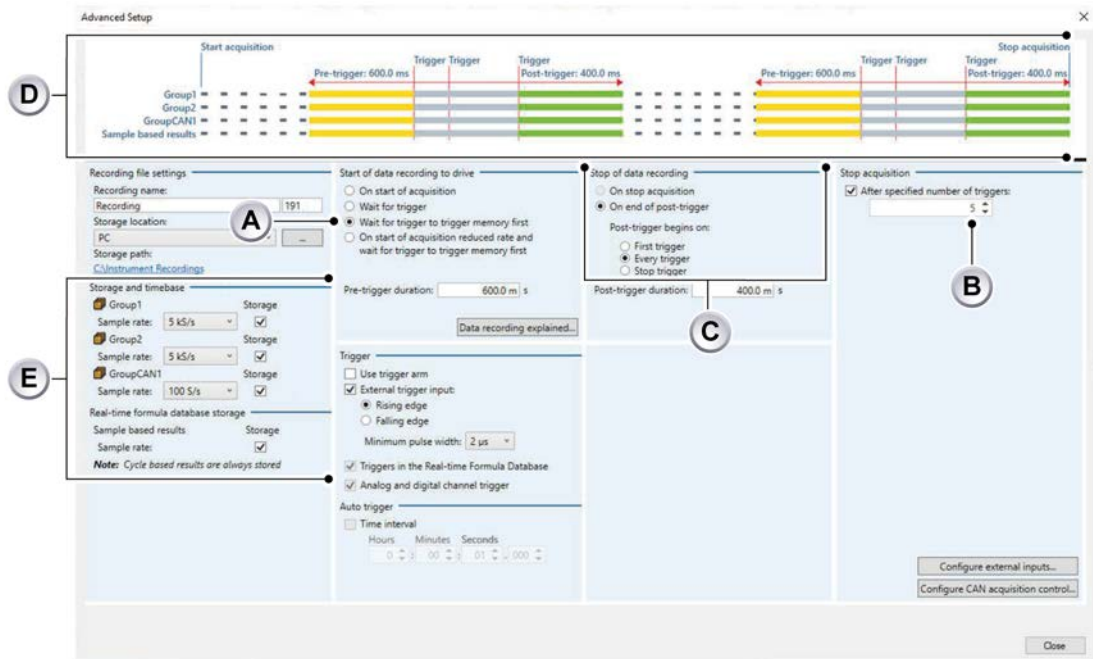 Advanced Setup
Start acquisition
Stop acquisition
Trigger Trigger Trigger
Trigger Trigger Trigger
Pre-trigger: 600.0 ms
Post-trigger: 400.0 ms
Pre-trigger: 600.0 ms
Post-trigger: 400.0 ms
Group1
Group2
GroupCAN1
Sample based results
D
Recording file settings
Recording name:
Recording 191
Storage location:
PC ...
Storage path:
C:\Instrument Recordings
Storage and timebase
Group1 Storage
Sample rate: 5 kS/s
Group2 Storage
Sample rate: 5 kS/s
GroupCAN1 Storage
Sample rate: 100 S/s
Real-time formula database storage
Sample based results Storage
Sample rate:
Note: Cycle based results are always stored
E
Start of data recording to drive
On start of acquisition
Wait for trigger
A
Wait for trigger to trigger memory first
On start of acquisition reduced rate and
wait for trigger to trigger memory first
Pre-trigger duration: 600.0 m s
Data recording explained...
Trigger
Use trigger arm
External trigger input:
Rising edge
Falling edge
Minimum pulse width: 2 µs
Triggers in the Real-time Formula Database
Analog and digital channel trigger
Auto trigger
Time interval
Hours Minutes Seconds
0 : 00 : 01 . 000
Stop of data recording
On stop acquisition
On end of post-trigger
Post-trigger begins on:
First trigger
Every trigger
Stop trigger
Post-trigger duration: 400.0 m s
C
Stop acquisition
After specified number of triggers:
5
B
Configure external inputs...
Configure CAN acquisition control...
Close